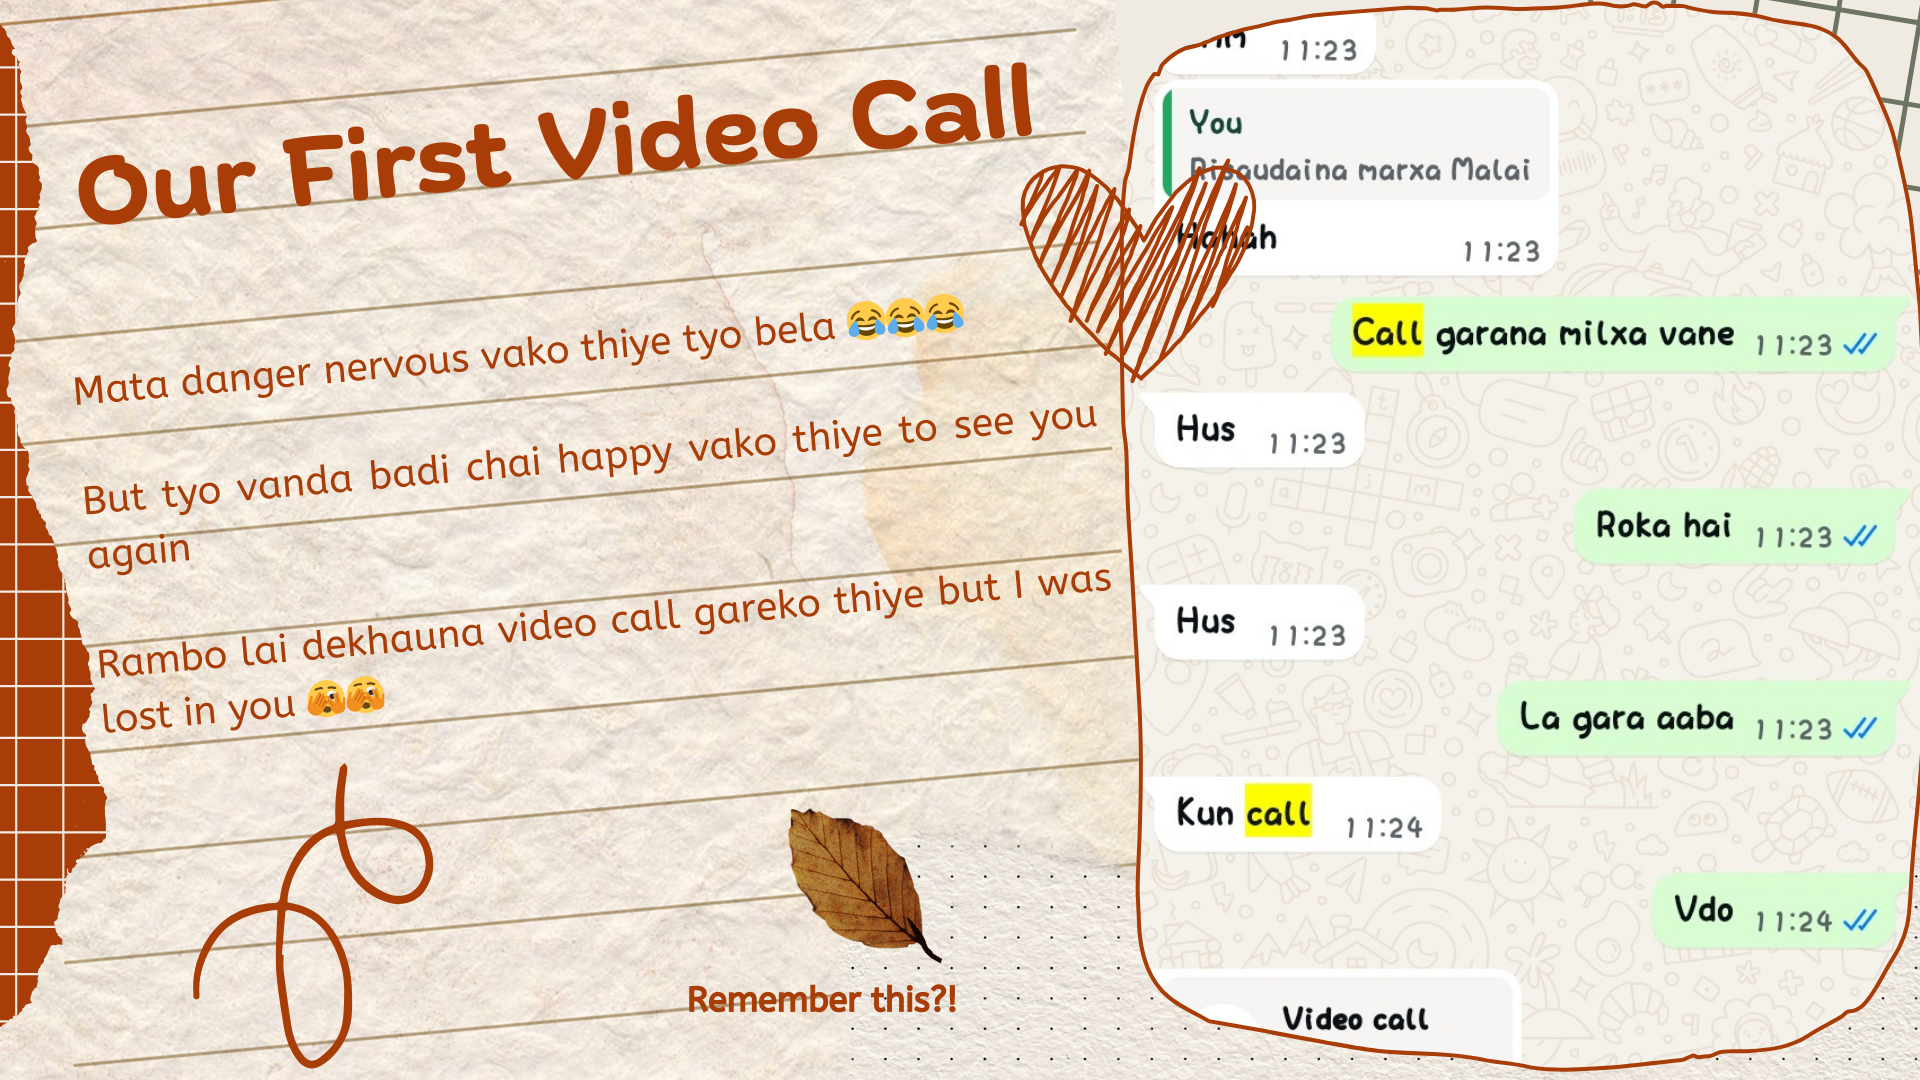 Our First Video Call
Mata danger nervous vako thiye tyo bela 😂😂😂
But tyo vanda badi chai happy vako thiye to see you
again
Rambo lai dekhauna video call gareko thiye but I was
lost in you 🫣🫣
Remember this?!
11:23
You
Risaudaina marxa Malai
Hahah 11:23
Call garana milxa vane 11:23
Hus 11:23
Roka hai 11:23
Hus 11:23
La gara aaba 11:23
Kun call 11:24
Vdo 11:24
Video call